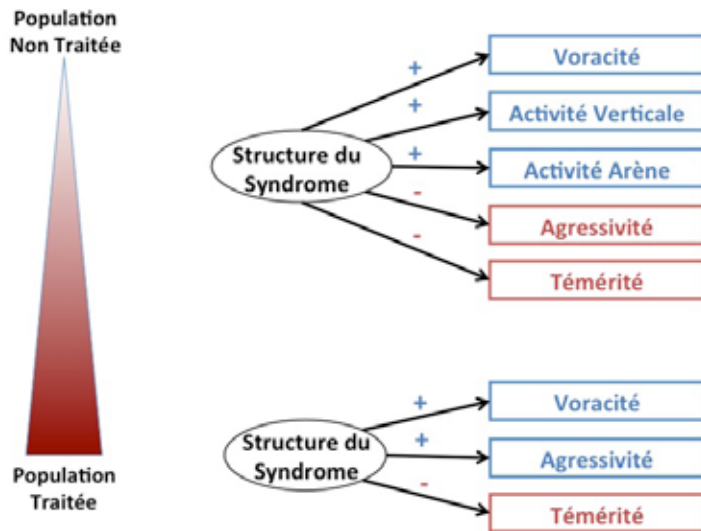 Population
Non Traitée
+
Voracité
+
Activité Verticale
Structure du
Syndrome
+
Activité Arène
-
Agressivité
-
Témérité
+
Voracité
Structure du
Syndrome
+
Agressivité
-
Témérité
Population
Traitée